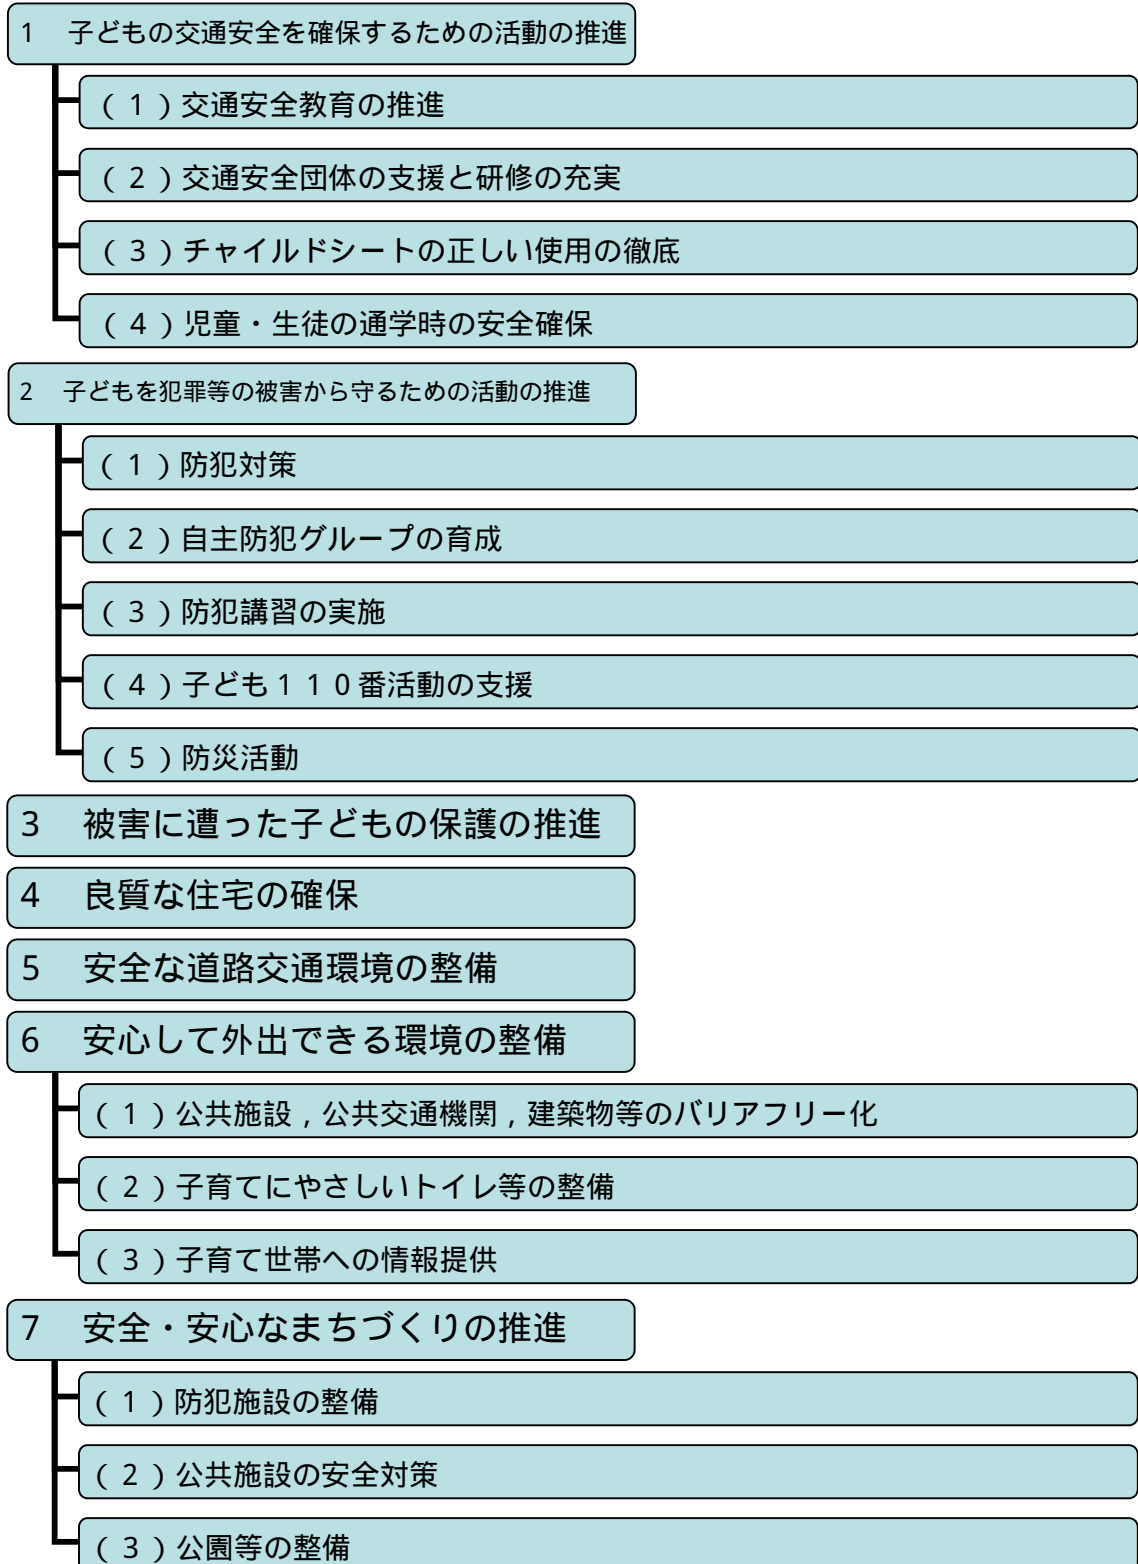 1 子どもの交通安全を確保するための活動の推進
(1)交通安全教育の推進
(2)交通安全団体の支援と研修の充実
(3)チャイルドシートの正しい使用の徹底
(4)児童・生徒の通学時の安全確保
2 子どもを犯罪等の被害から守るための活動の推進
(1)防犯対策
(2)自主防犯グループの育成
(3)防犯講習の実施
(4)子ども110番活動の支援
(5)防災活動
3 被害に遭った子どもの保護の推進
4 良質な住宅の確保
5 安全な道路交通環境の整備
6 安心して外出できる環境の整備
(1)公共施設,公共交通機関,建築物等のバリアフリー化
(2)子育てにやさしいトイレ等の整備
(3)子育て世帯への情報提供
7 安全・安心なまちづくりの推進
(1)防犯施設の整備
(2)公共施設の安全対策
(3)公園等の整備